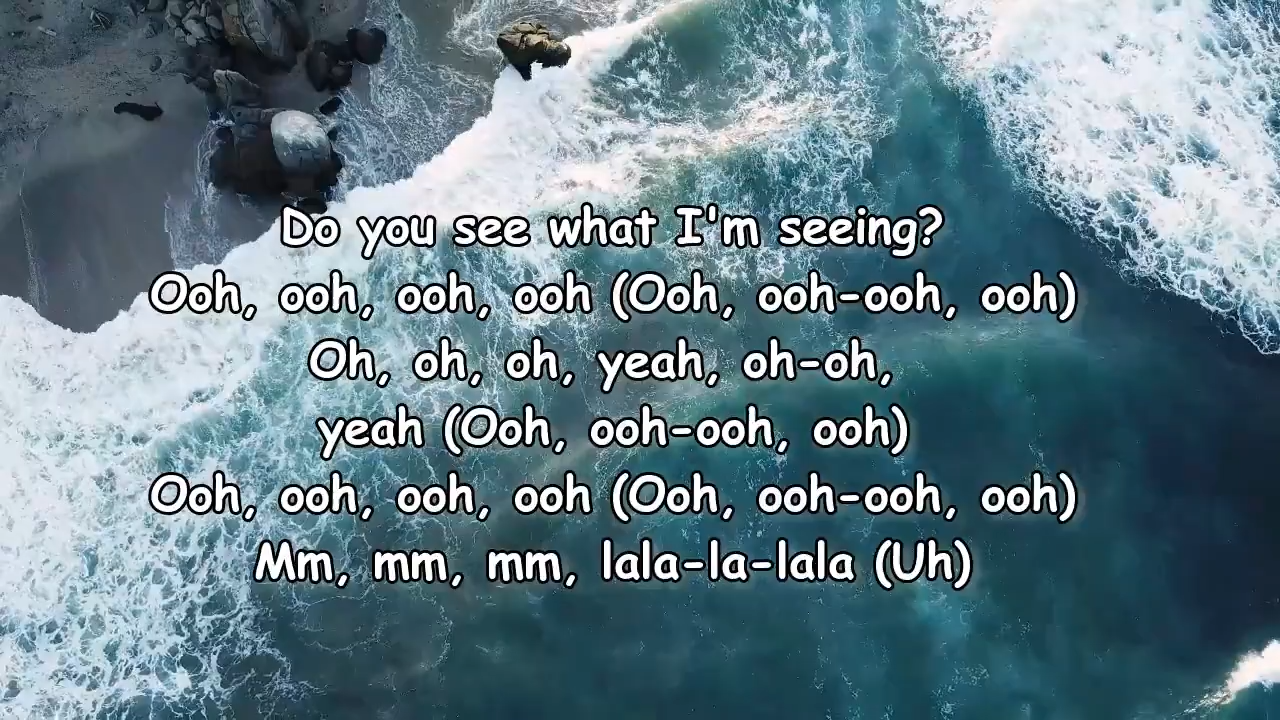 Do you see what I'm seeing?
Ooh, ooh, ooh, ooh (Ooh, ooh-ooh, ooh)
Oh, oh, oh, yeah, oh-oh,
yeah (Ooh, ooh-ooh, ooh)
Ooh, ooh, ooh, ooh (Ooh, ooh-ooh, ooh)
Mm, mm, mm, lala-la-lala (Uh)